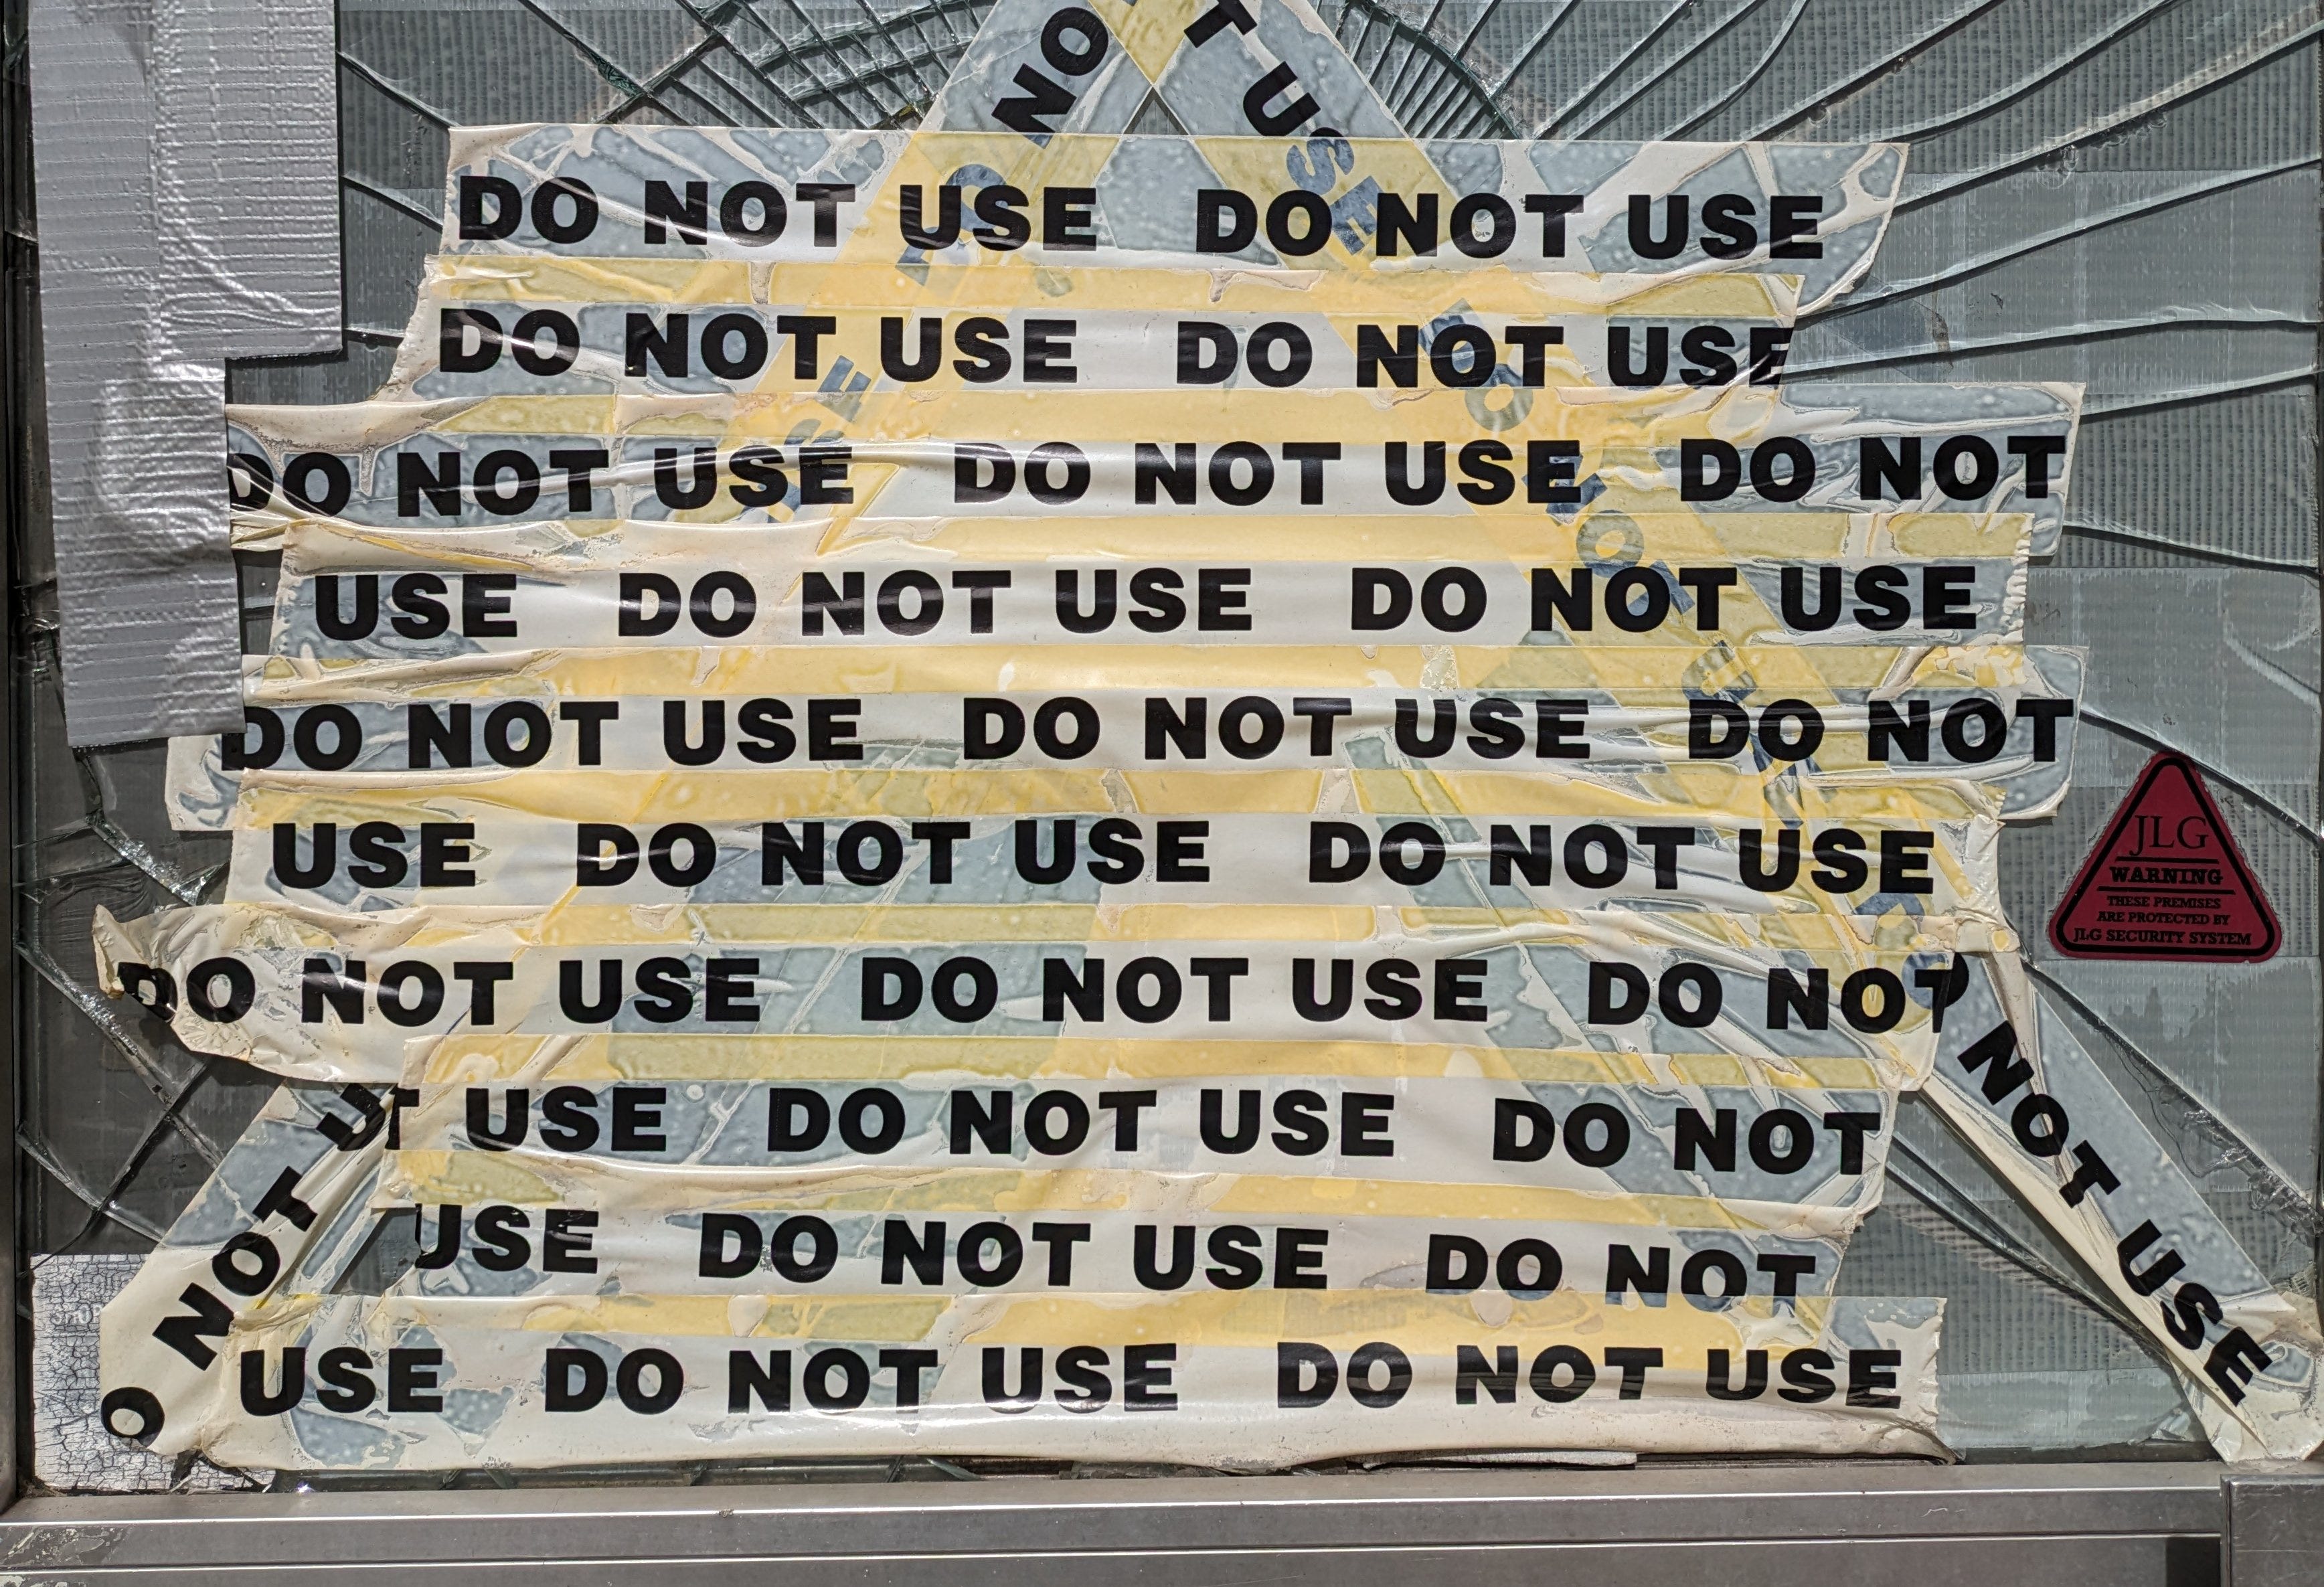 NO
T USE
DO NOT USE DO NOT USE
DO NOT USE DO NOT USE
DO NOT USE DO NOT USE DO NOT
USE DO NOT USE DO NOT USE
DO NOT USE DO NOT USE DO NOT
USE DO NOT USE DO NOT USE
DO NOT USE DO NOT USE DO NOT
T USE DO NOT USE DO NOT
USE DO NOT USE DO NOT
USE DO NOT USE DO NOT USE
O NOT U
DO NOT USE
NOT USE
JLG
WARNING
THESE PREMISES
ARE PROTECTED BY
JLG SECURITY SYSTEM